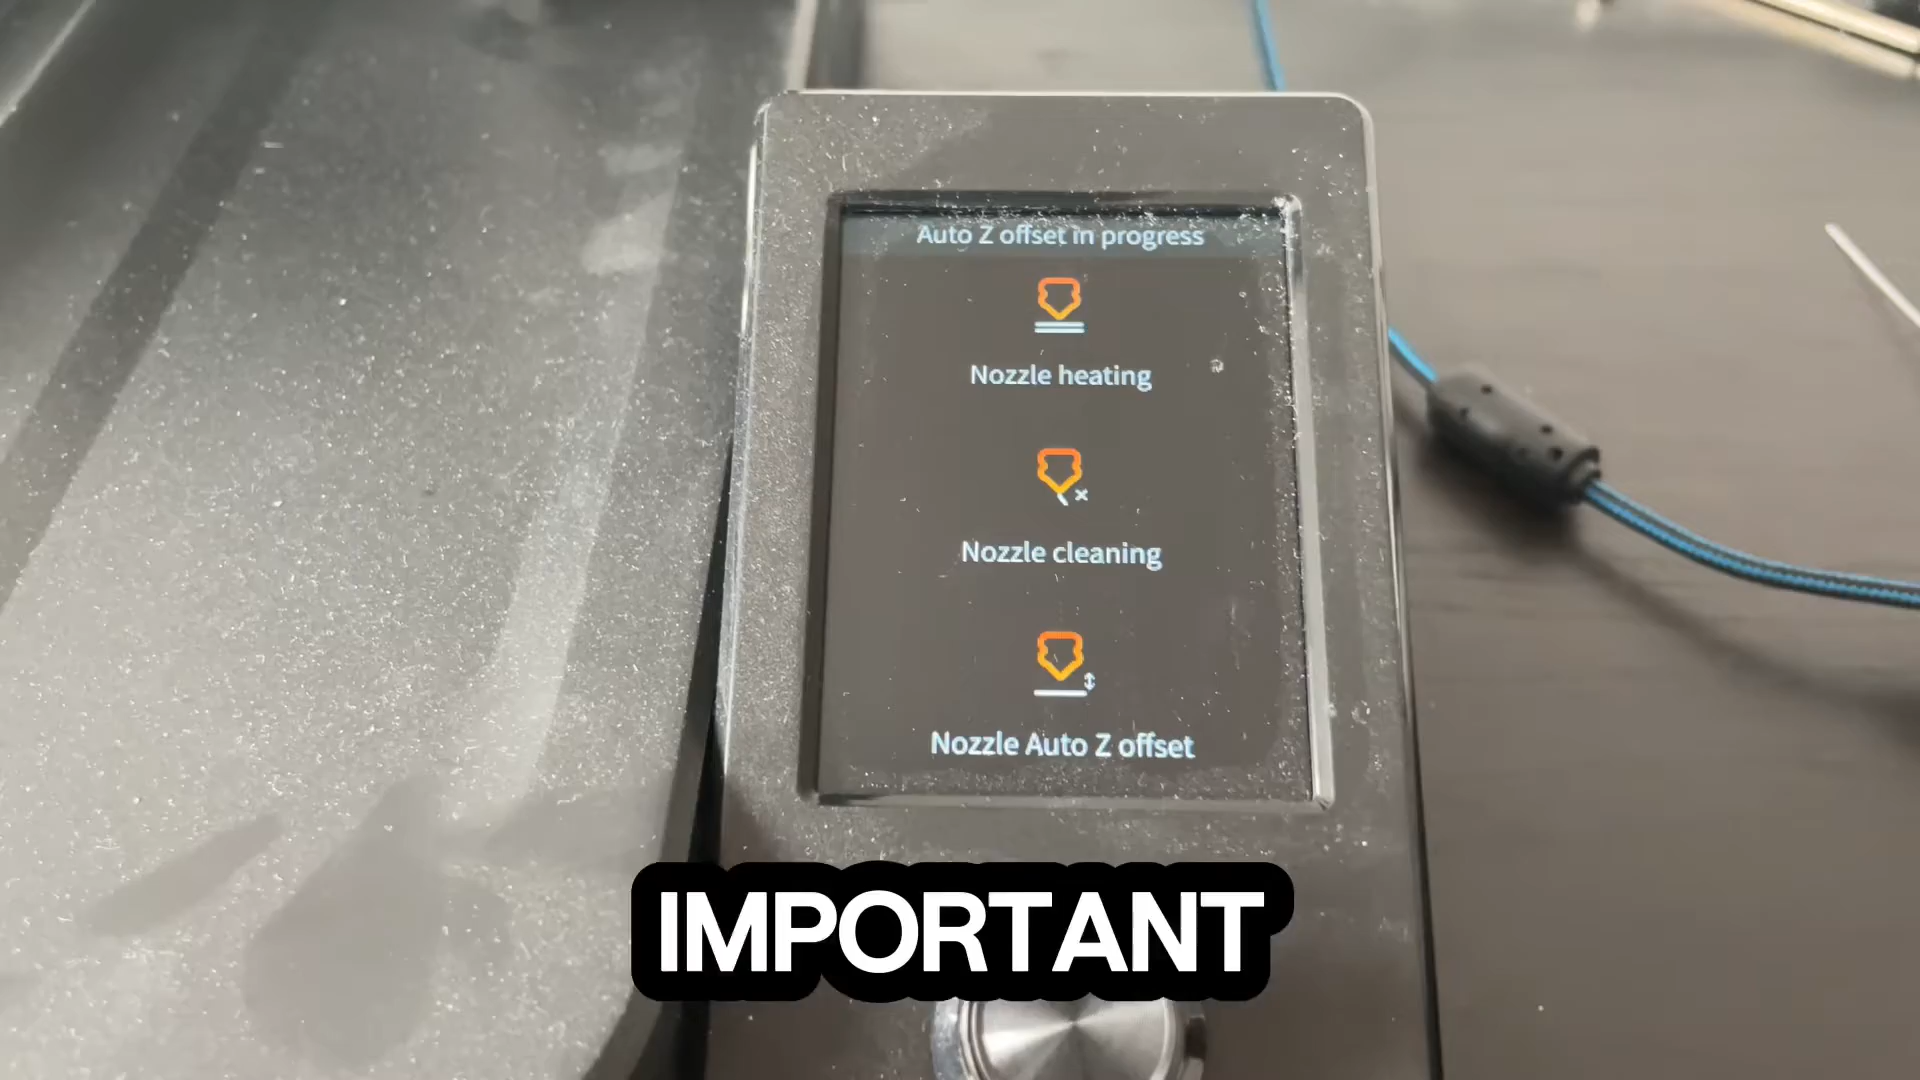 Auto Z offset in progress
Nozzle heating
Nozzle cleaning
Nozzle Auto Z offset
IMPORTANT